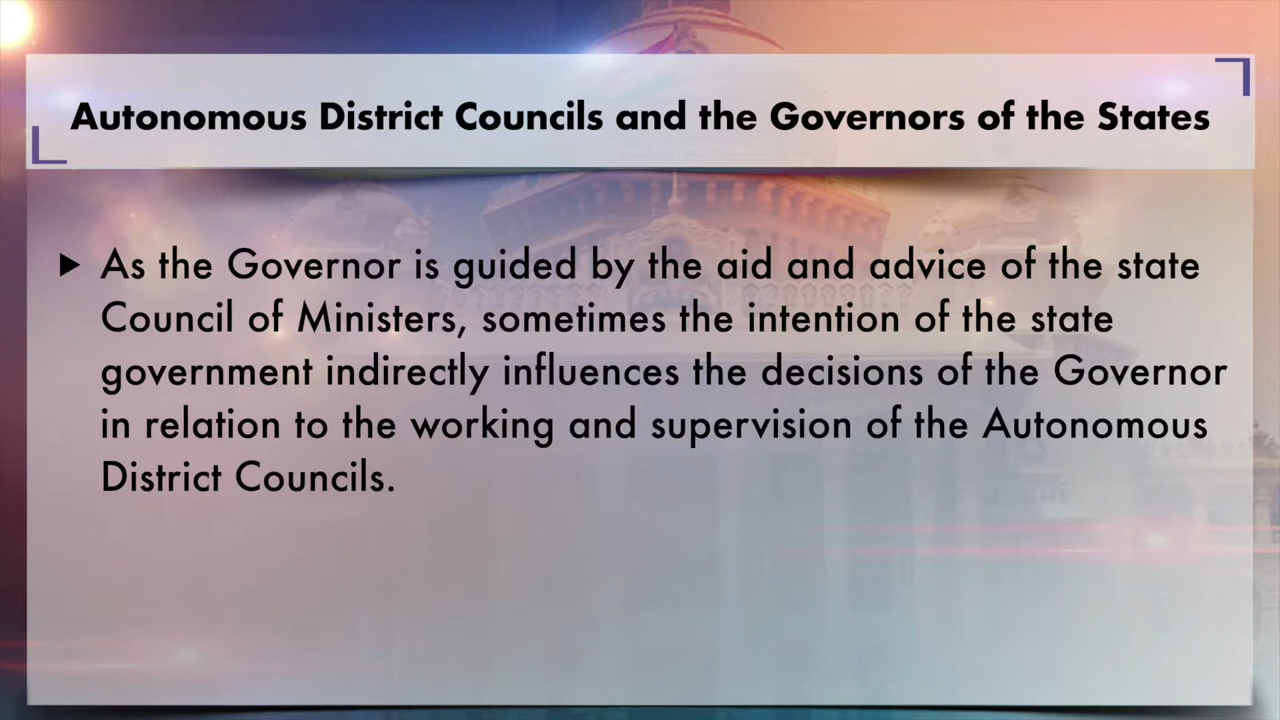 Autonomous District Councils and the Governors of the States
▶ As the Governor is guided by the aid and advice of the state
Council of Ministers, sometimes the intention of the state
government indirectly influences the decisions of the Governor
in relation to the working and supervision of the Autonomous
District Councils.